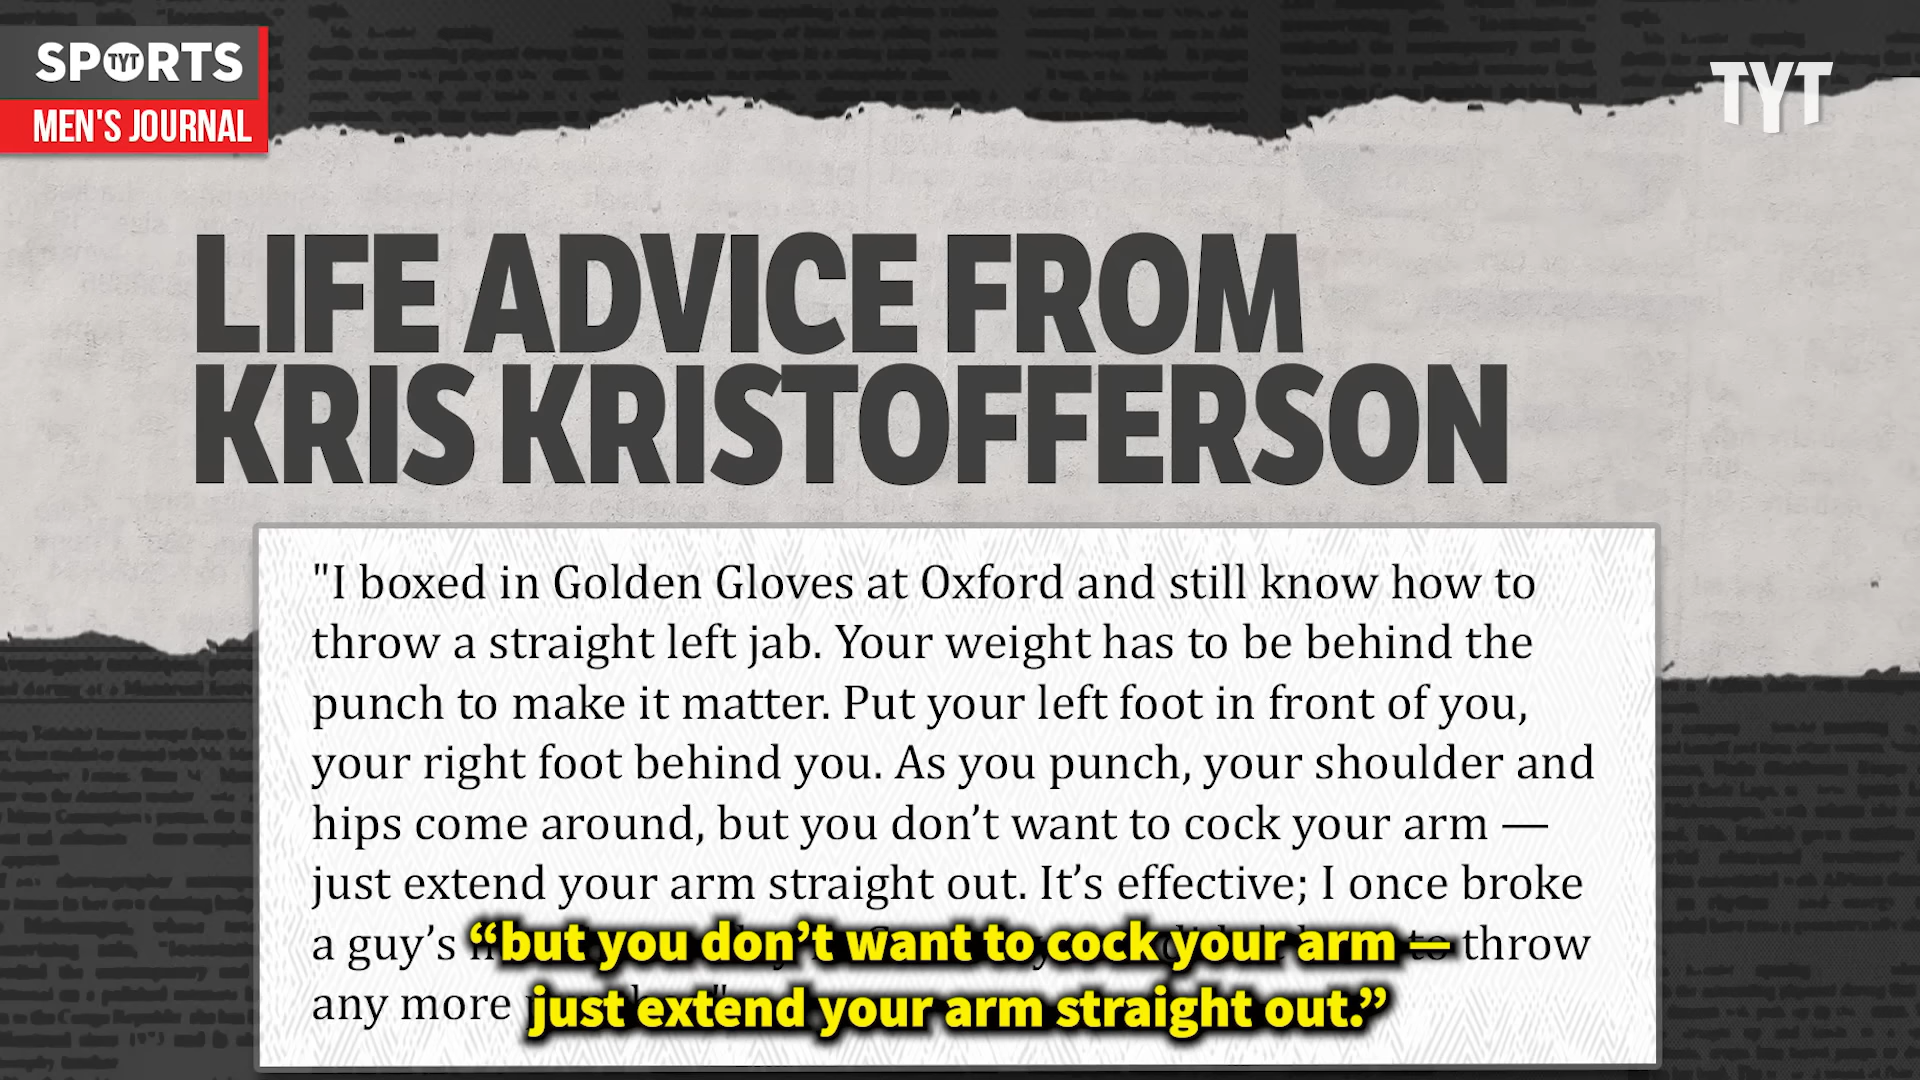 SPORTS
TYT
MEN'S JOURNAL
TYT
LIFE ADVICE FROM
KRIS KRISTOFFERSON
"I boxed in Golden Gloves at Oxford and still know how to
throw a straight left jab. Your weight has to be behind the
punch to make it matter. Put your left foot in front of you,
your right foot behind you. As you punch, your shoulder and
hips come around, but you don’t want to cock your arm —
just extend your arm straight out. It’s effective; I once broke
a guy’s to throw
any more
“but you don’t want to cock your arm —
just extend your arm straight out.”